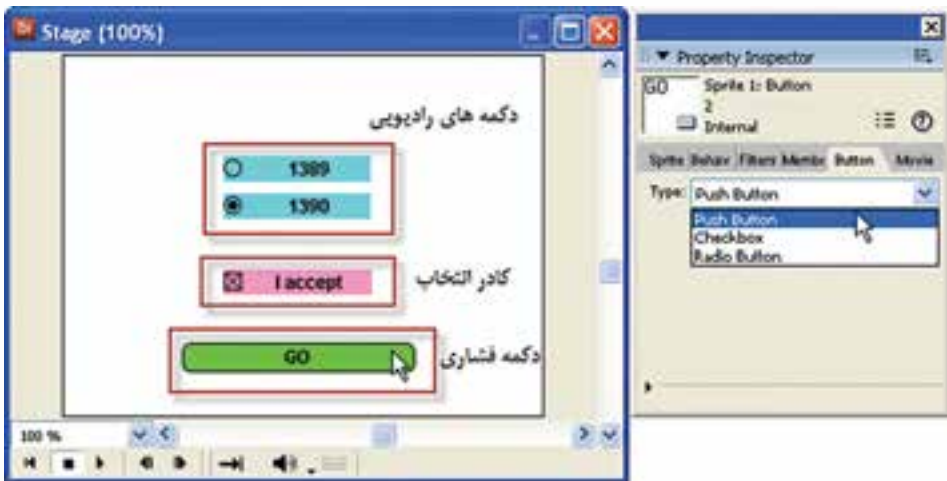 Stage (100%)
دکمه های رادیویی
1389
1390
I accept
کادر انتخاب
GO
دکمه فشاری
100 %
Property Inspector
GO
Sprite 1: Button
2
Internal
Sprite Behav Filters Membe Button Movie
Type: Push Button
Push Button
Checkbox
Radio Button